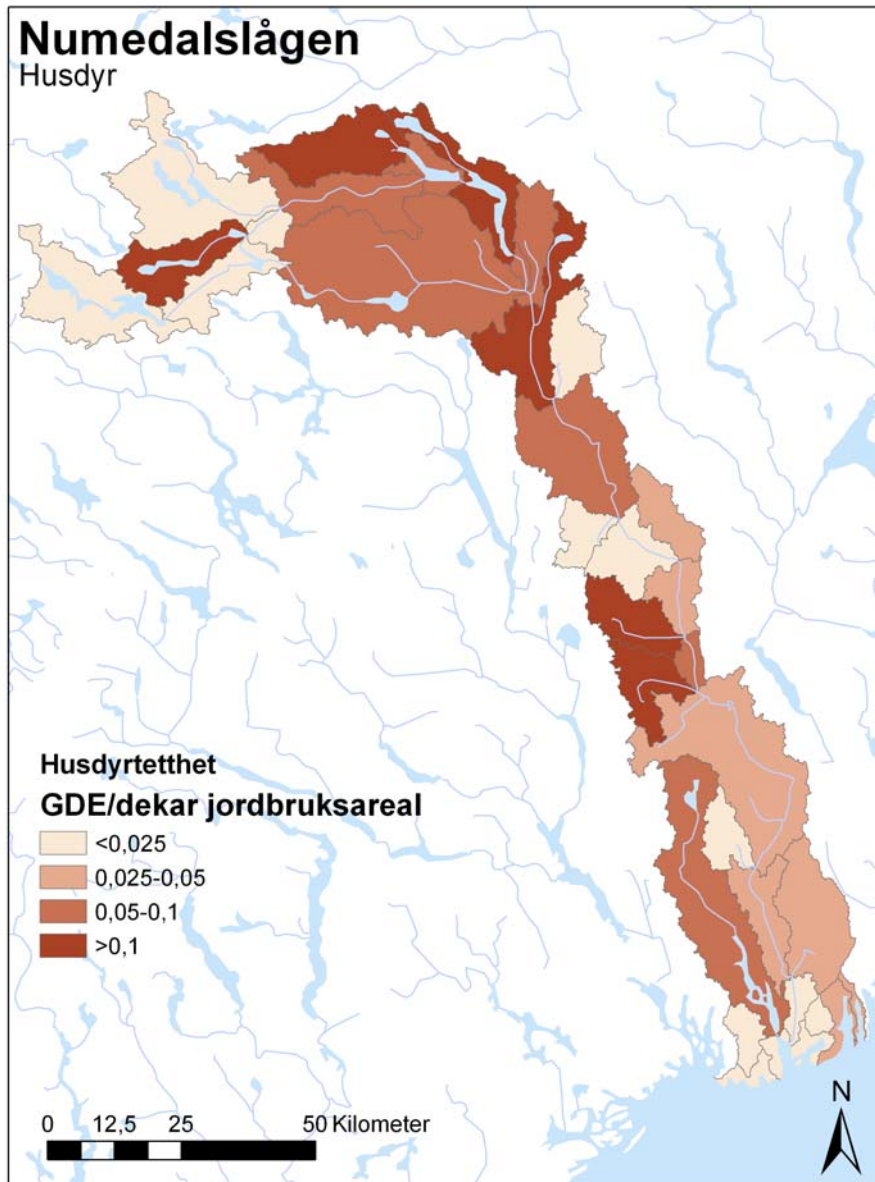 Numedalslågen
Husdyr
Husdyrtetthet
GDE/dekar jordbruksareal
<0,025
0,025-0,05
0,05-0,1
>0,1
0 12,5 25 50 Kilometer
N